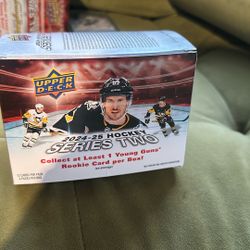 UPPER
DECK
2024-25 HOCKEY
SERIES TWO
Collect at Least 1 Young Guns®
Rookie Card per Box!